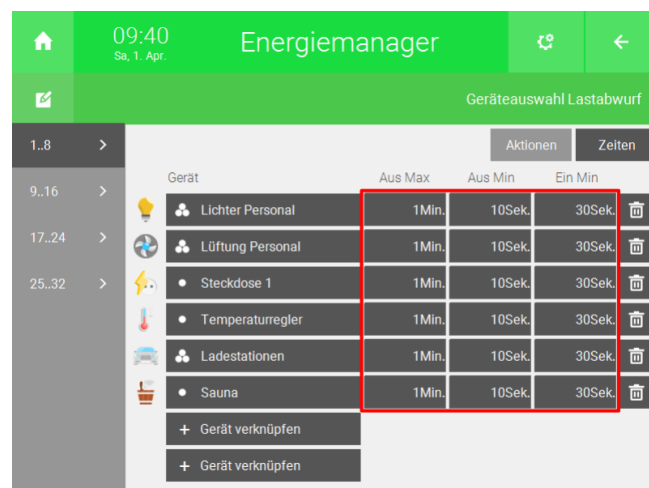 09:40
Sa, 1. Apr.
Energiemanager
Geräteauswahl Lastabwurf
1..8
Aktionen
Zeiten
Gerät
Aus Max
Aus Min
Ein Min
9..16
Lichter Personal 1Min. 10Sek. 30Sek.
17..24
Lüftung Personal 1Min. 10Sek. 30Sek.
25..32
Steckdose 1 1Min. 10Sek. 30Sek.
Temperaturregler 1Min. 10Sek. 30Sek.
Ladestationen 1Min. 10Sek. 30Sek.
Sauna 1Min. 10Sek. 30Sek.
+ Gerät verknüpfen
+ Gerät verknüpfen